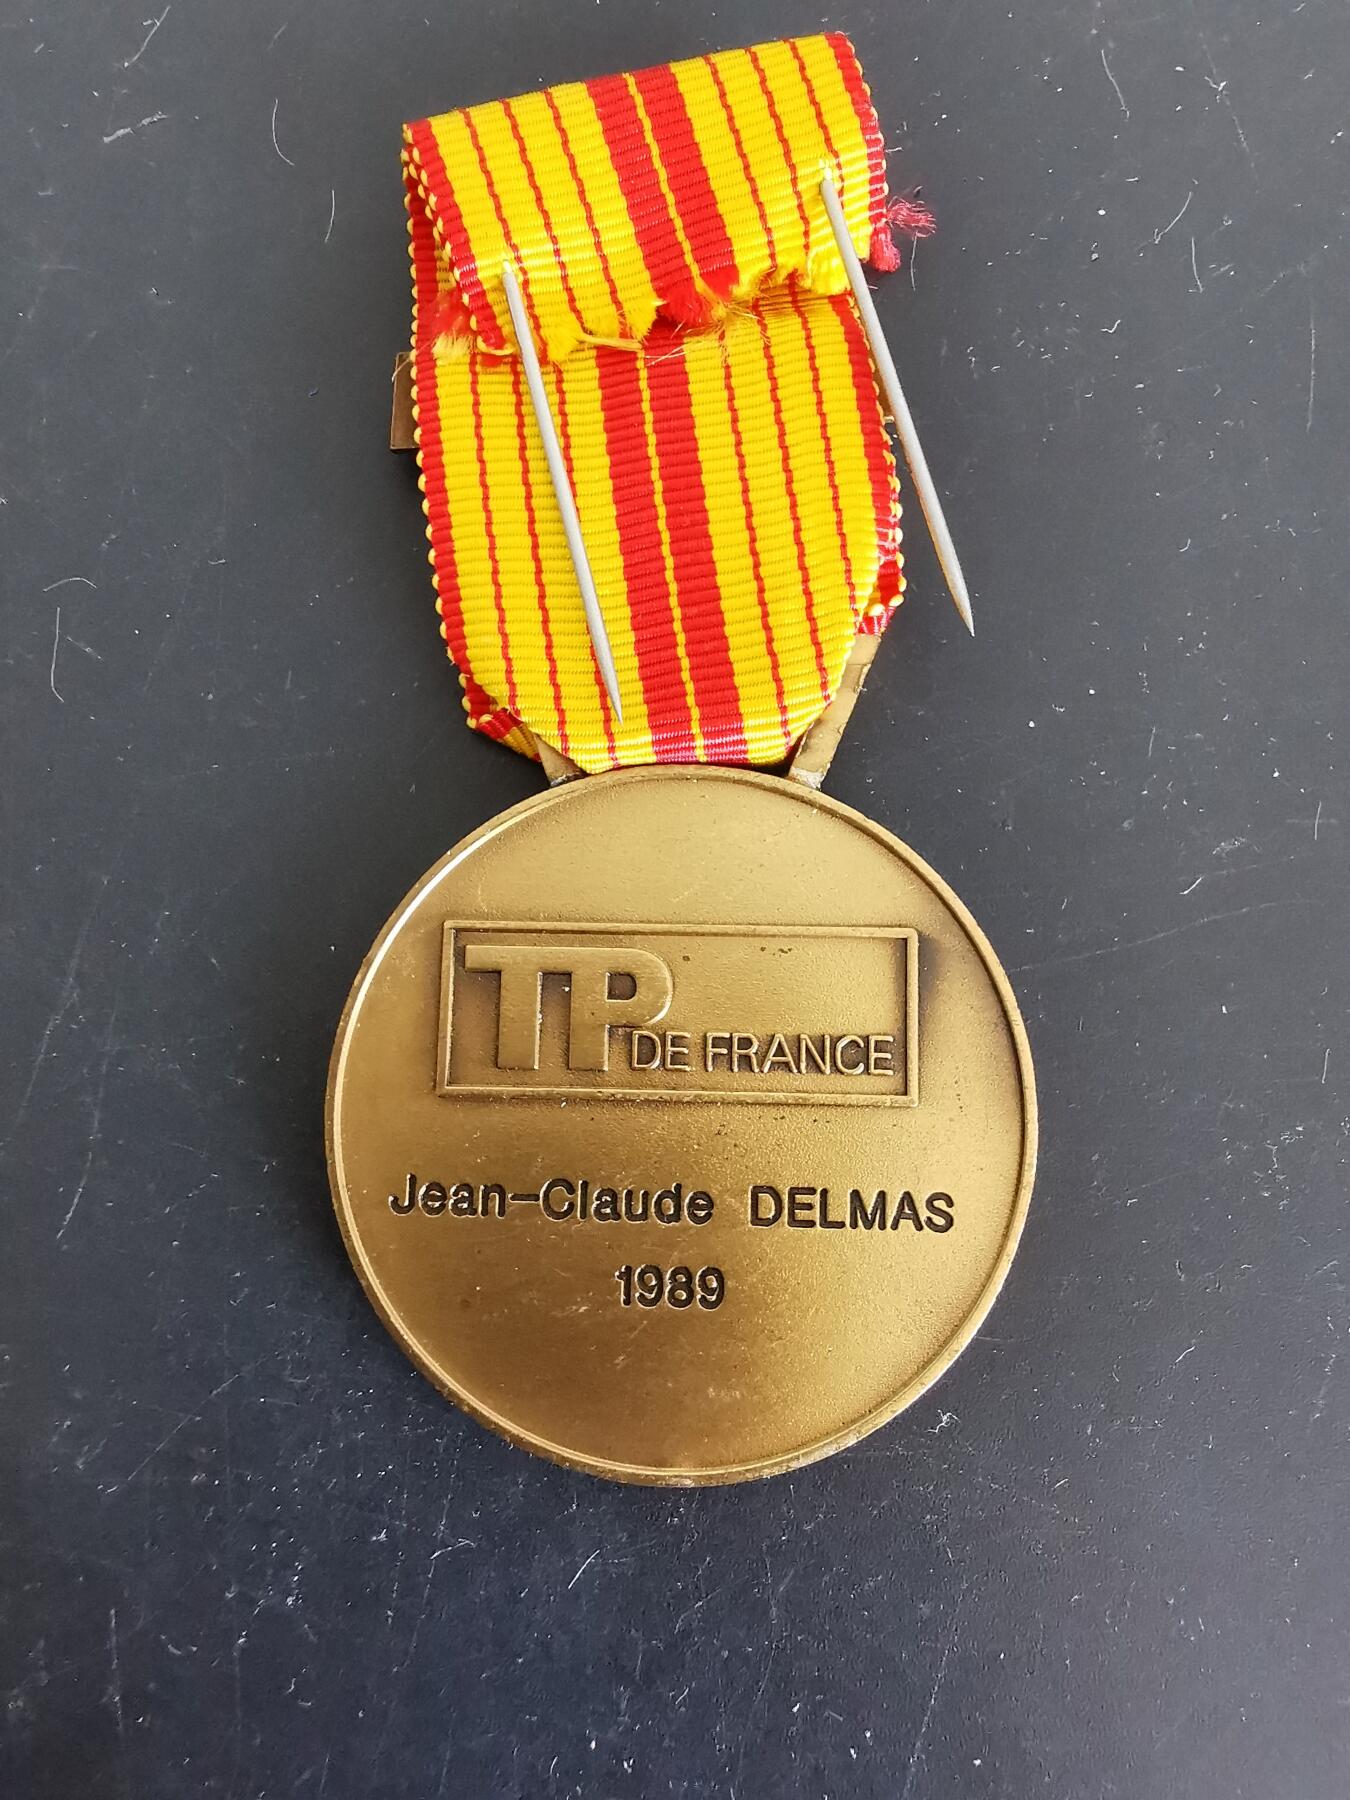 TP DE FRANCE
Jean-Claude DELMAS
1989